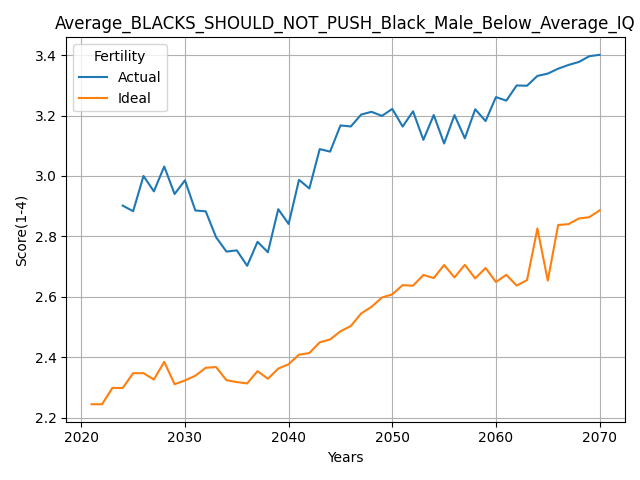 Average_BLACKS_SHOULD_NOT_PUSH_Black_Male_Below_Average_IQ
Fertility
Actual
Ideal
Score(1-4)
3.4
3.2
3.0
2.8
2.6
2.4
2.2
2020
2030
2040
2050
2060
2070
Years